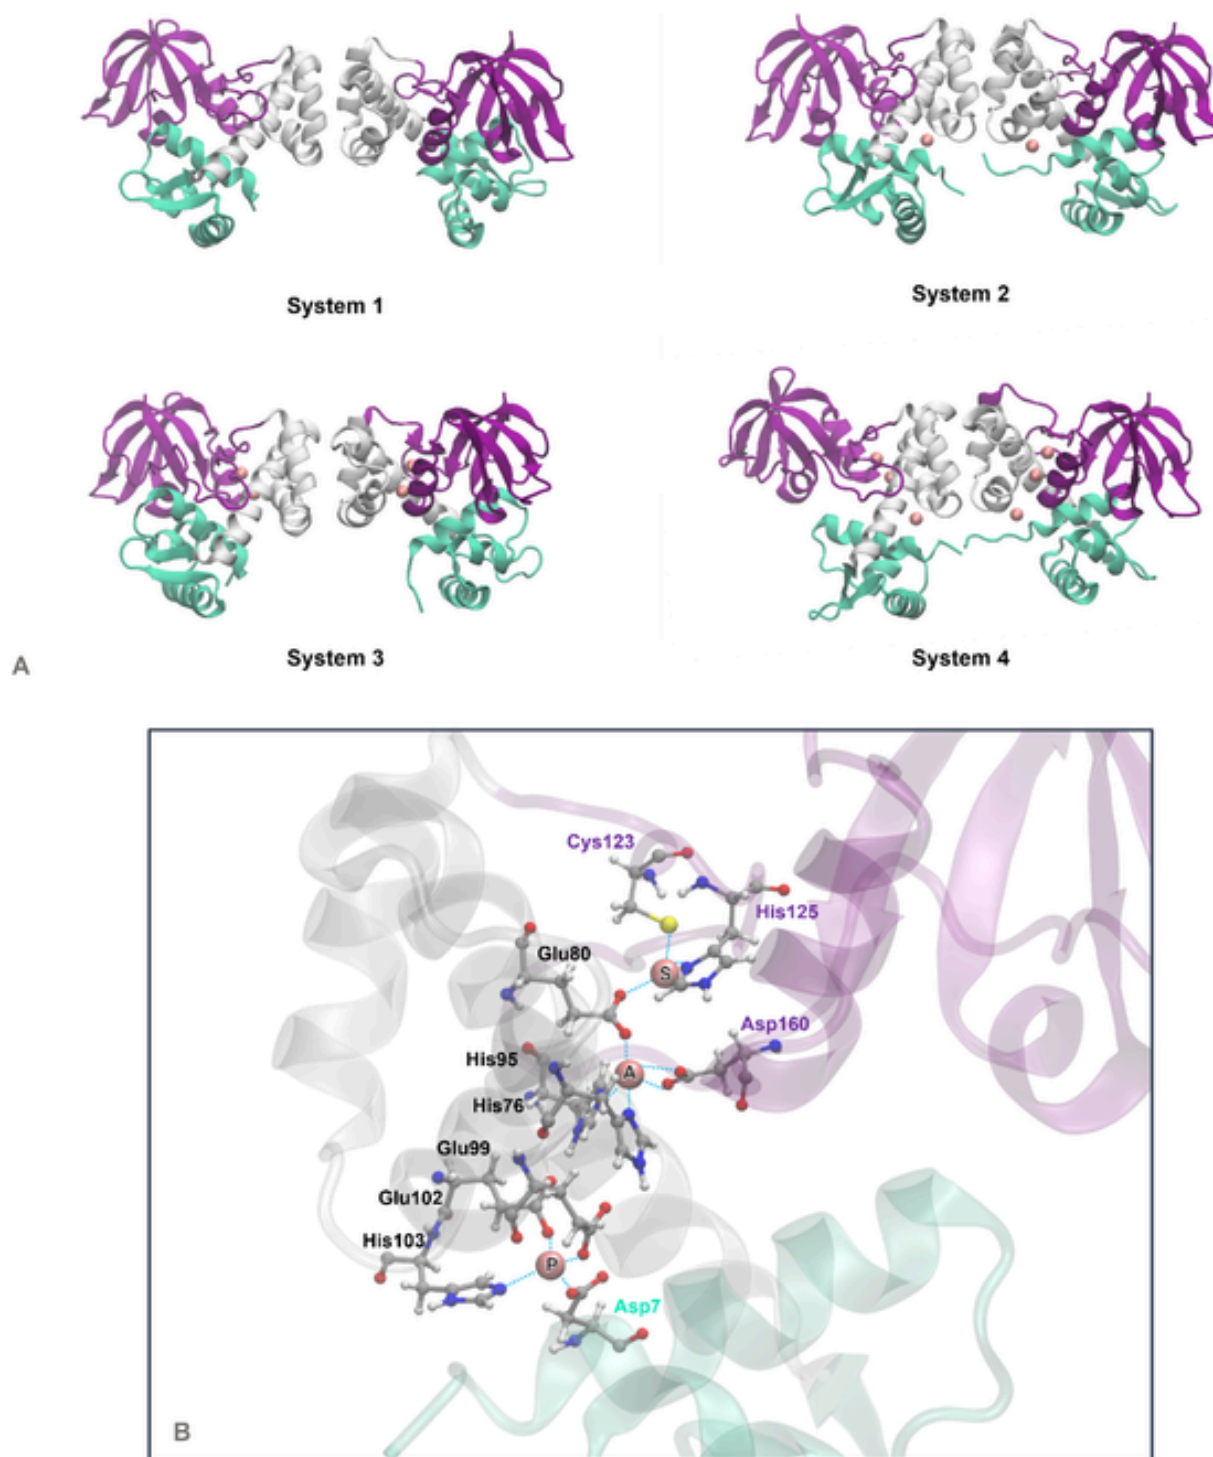 System 1
System 2
System 3
System 4
A
Cys123
His125
Glu80
S
Asp160
His95
A
His76
Glu99
Glu102
His103
P
Asp7
B